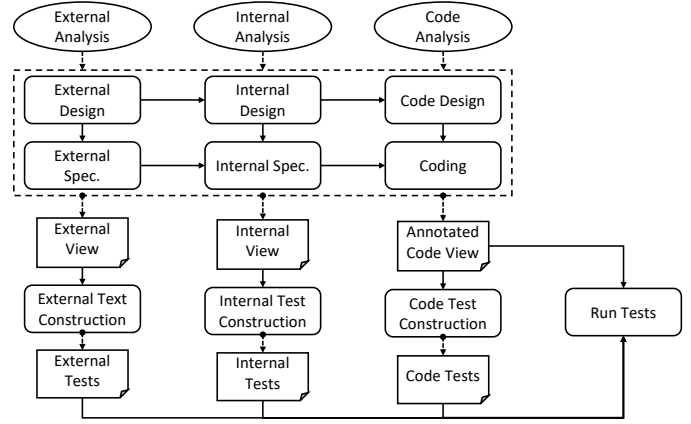 External
Analysis
Internal
Analysis
Code
Analysis
External
Design
Internal
Design
Code Design
External
Spec.
Internal Spec.
Coding
External
View
Internal
View
Annotated
Code View
External Text
Construction
Internal Test
Construction
Code Test
Construction
Run Tests
External
Tests
Internal
Tests
Code Tests